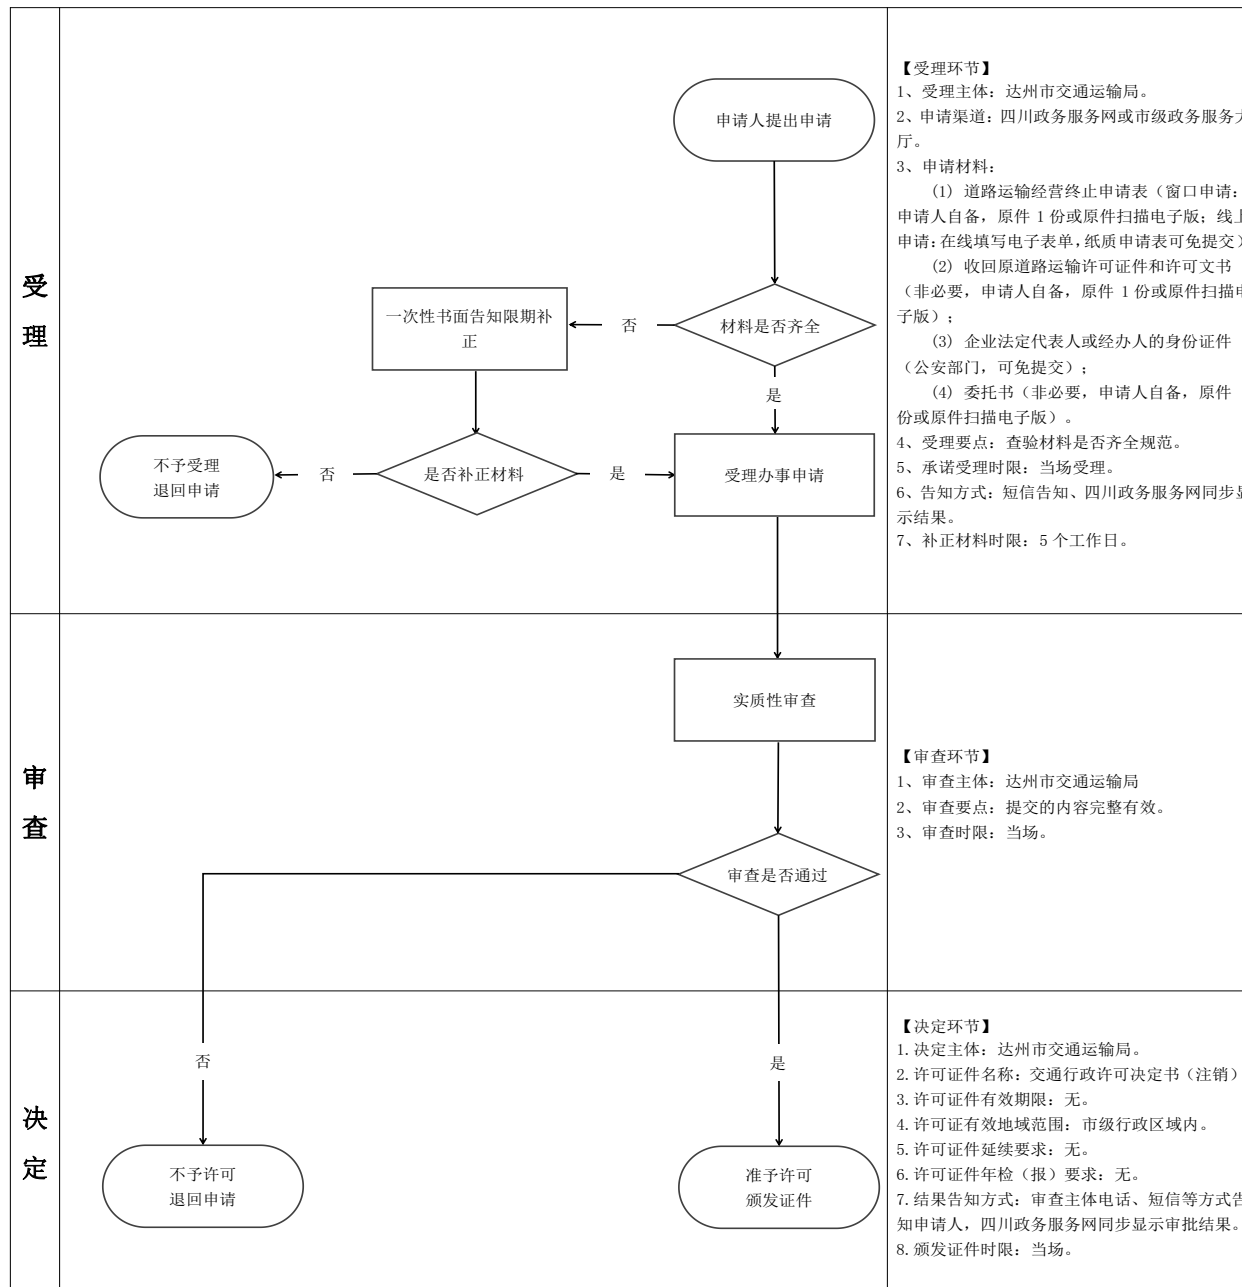 受
理
申请人提出申请
材料是否齐全
否
一次性书面告知限期补
正
是
不予受理
退回申请
否
是否补正材料
是
受理办事申请
【受理环节】
1、受理主体：达州市交通运输局。
2、申请渠道：四川政务服务网或市级政务服务大
厅。
3、申请材料：
(1) 道路运输经营终止申请表（窗口申请：
申请人自备，原件 1 份或原件扫描电子版；线上
申请：在线填写电子表单，纸质申请表可免提交）
(2) 收回原道路运输许可证件和许可文书
（非必要，申请人自备，原件 1 份或原件扫描电
子版）；
(3) 企业法定代表人或经办人的身份证件
（公安部门，可免提交）；
(4) 委托书（非必要，申请人自备，原件
份或原件扫描电子版）。
4、受理要点：查验材料是否齐全规范。
5、承诺受理时限：当场受理。
6、告知方式：短信告知、四川政务服务网同步显
示结果。
7、补正材料时限：5 个工作日。
审
查
实质性审查
审查是否通过
【审查环节】
1、审查主体：达州市交通运输局
2、审查要点：提交的内容完整有效。
3、审查时限：当场。
决
定
否
是
不予许可
退回申请
准予许可
颁发证件
【决定环节】
1.决定主体：达州市交通运输局。
2.许可证件名称：交通行政许可决定书（注销）
3.许可证件有效期限：无。
4.许可证有效地域范围：市级行政区域内。
5.许可证件延续要求：无。
6.许可证件年检（报）要求：无。
7.结果告知方式：审查主体电话、短信等方式告
知申请人，四川政务服务网同步显示审批结果。
8.颁发证件时限：当场。